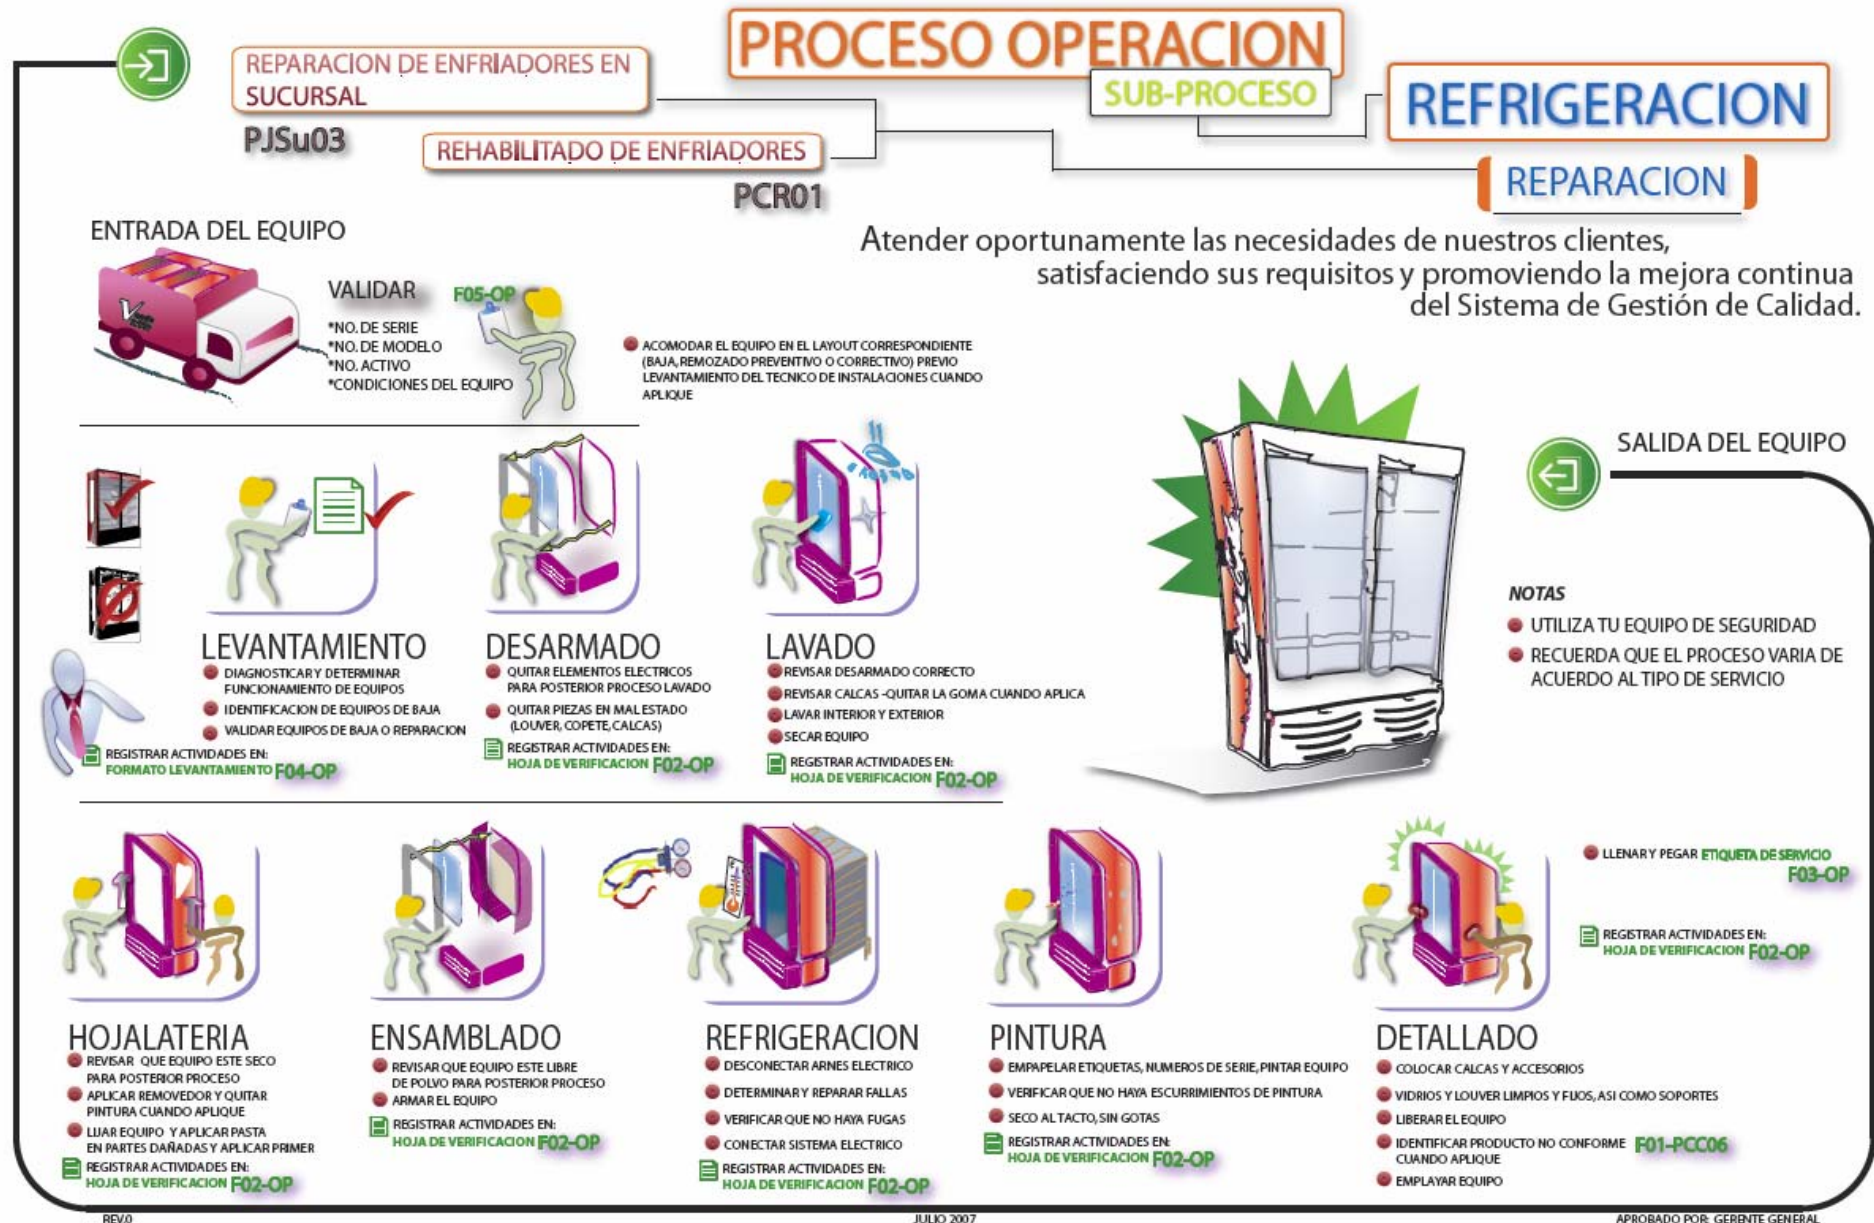 PROCESO OPERACION
SUB-PROCESO
REFRIGERACION
REPARACION
REPARACION DE ENFRIADORES EN
SUCURSAL
PJSu03
REHABILITADO DE ENFRIADORES
PCR01
Atender oportunamente las necesidades de nuestros clientes,
satisfaciendo sus requisitos y promoviendo la mejora continua
del Sistema de Gestión de Calidad.
ENTRADA DEL EQUIPO
VALIDAR
F05-OP
*NO. DE SERIE
*NO. DE MODELO
*NO. ACTIVO
*CONDICIONES DEL EQUIPO
ACOMODAR EL EQUIPO EN EL LAYOUT CORRESPONDIENTE
(BAJA, REMOZADO PREVENTIVO O CORRECTIVO) PREVIO
LEVANTAMIENTO DEL TECNICO DE INSTALACIONES CUANDO
APLIQUE
LEVANTAMIENTO
DIAGNOSTICAR Y DETERMINAR
FUNCIONAMIENTO DE EQUIPOS
IDENTIFICACION DE EQUIPOS DE BAJA
VALIDAR EQUIPOS DE BAJA O REPARACION
REGISTRAR ACTIVIDADES EN:
FORMATO LEVANTAMIENTO F04-OP
DESARMADO
QUITAR ELEMENTOS ELECTRICOS
PARA POSTERIOR PROCESO LAVADO
QUITAR PIEZAS EN MAL ESTADO
(LOUVER, COPETE, CALCAS)
REGISTRAR ACTIVIDADES EN:
HOJA DE VERIFICACION F02-OP
LAVADO
REVISAR DESARMADO CORRECTO
REVISAR CALCAS -QUITAR LA GOMA CUANDO APLICA
LAVAR INTERIOR Y EXTERIOR
SECAR EQUIPO
REGISTRAR ACTIVIDADES EN:
HOJA DE VERIFICACION F02-OP
SALIDA DEL EQUIPO
NOTAS
UTILIZA TU EQUIPO DE SEGURIDAD
RECUERDA QUE EL PROCESO VARIA DE
ACUERDO AL TIPO DE SERVICIO
HOJALATERIA
REVISAR QUE EQUIPO ESTE SECO
PARA POSTERIOR PROCESO
APLICAR REMOVEDOR Y QUITAR
PINTURA CUANDO APLIQUE
LIJAR EQUIPO Y APLICAR PASTA
EN PARTES DAÑADAS Y APLICAR PRIMER
REGISTRAR ACTIVIDADES EN:
HOJA DE VERIFICACION F02-OP
ENSAMBLADO
REVISAR QUE EQUIPO ESTE LIBRE
DE POLVO PARA POSTERIOR PROCESO
ARMAR EL EQUIPO
REGISTRAR ACTIVIDADES EN:
HOJA DE VERIFICACION F02-OP
REFRIGERACION
DESCONECTAR ARNES ELECTRICO
DETERMINAR Y REPARAR FALLAS
VERIFICAR QUE NO HAYA FUGAS
CONECTAR SISTEMA ELECTRICO
REGISTRAR ACTIVIDADES EN:
HOJA DE VERIFICACION F02-OP
PINTURA
EMPAPELAR ETIQUETAS, NUMEROS DE SERIE, PINTAR EQUIPO
VERIFICAR QUE NO HAYA ESCURRIMIENTOS DE PINTURA
SECO AL TACTO, SIN GOTAS
REGISTRAR ACTIVIDADES EN:
HOJA DE VERIFICACION F02-OP
DETALLADO
COLOCAR CALCAS Y ACCESORIOS
VIDRIOS Y LOUVER LIMPIOS Y FIJOS, ASI COMO SOPORTES
LIBERAR EL EQUIPO
IDENTIFICAR PRODUCTO NO CONFORME F01-PCC06
CUANDO APLIQUE
EMPLAYAR EQUIPO
LLENAR Y PEGAR ETIQUETA DE SERVICIO
F03-OP
REGISTRAR ACTIVIDADES EN:
HOJA DE VERIFICACION F02-OP
REV.0
JULIO 2007
APROBADO POR: GERENTE GENERAL